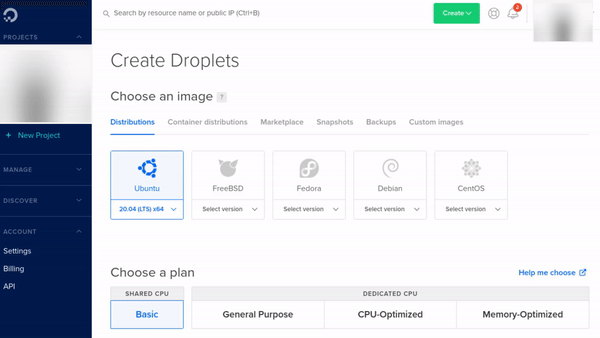 Search by resource name or public IP (Ctrl+B)
Create
2
PROJECTS
New Project
MANAGE
DISCOVER
ACCOUNT
Settings
Billing
API
Create Droplets
Choose an image ?
Distributions Container distributions Marketplace Snapshots Backups Custom images
Ubuntu FreeBSD Fedora Debian CentOS
20.04 (LTS) x64 Select version Select version Select version Select version
Choose a plan Help me choose
SHARED CPU DEDICATED CPU
Basic General Purpose CPU-Optimized Memory-Optimized